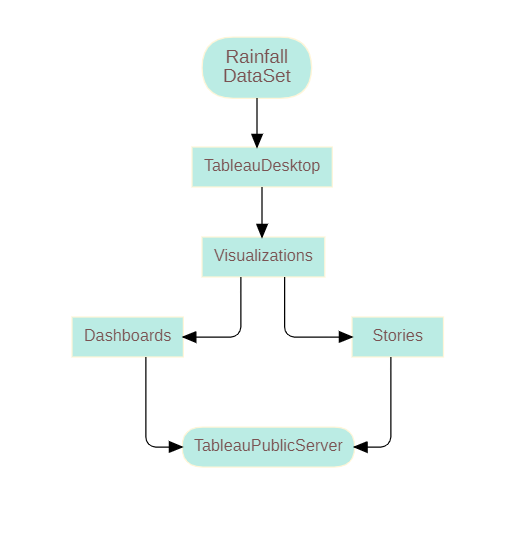 Rainfall
DataSet
TableauDesktop
Visualizations
Dashboards
Stories
TableauPublicServer